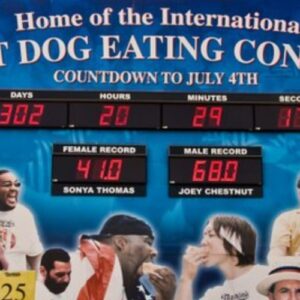 Home of the International
T DOG EATING CON
COUNTDOWN TO JULY 4TH
DAYS HOURS MINUTES SECO
302 20 29 1
FEMALE RECORD MALE RECORD
41.0 68.0
SONYA THOMAS JOEY CHESTNUT
25